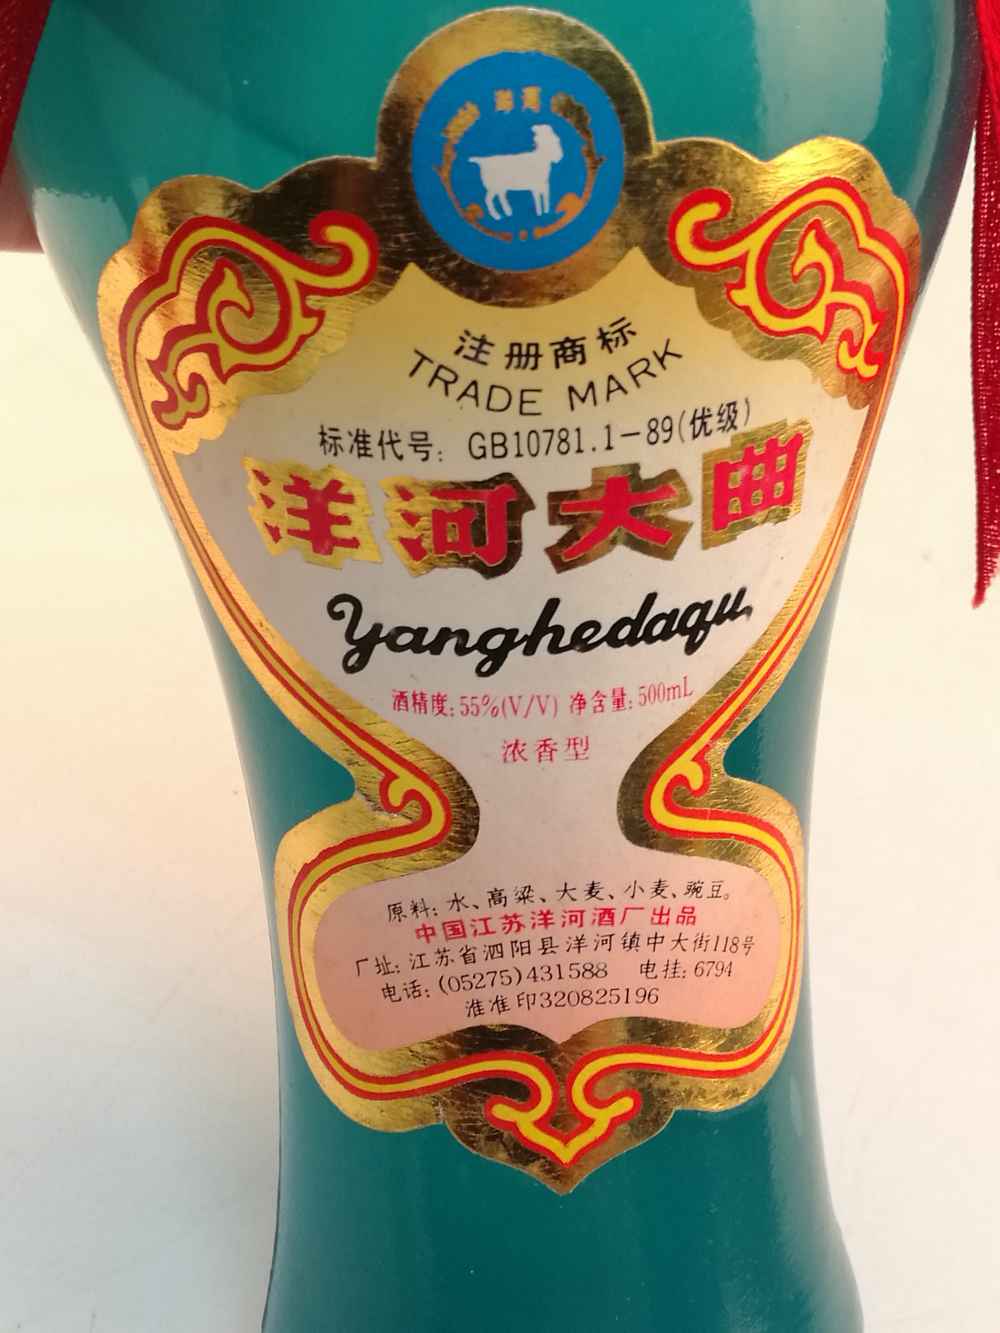 洋河
注册商标
TRADE MARK
标准代号: GB10781.1-89(优级)
洋河大曲
Yanghedaqu
酒精度:55%(V/V) 净含量:500mL
浓香型
原料:水、高粱、大麦、小麦、豌豆。
中国江苏洋河酒厂出品
厂址:江苏省泗阳县洋河镇中大街118号
电话:(05275)431588 电挂:6794
淮准印320825196